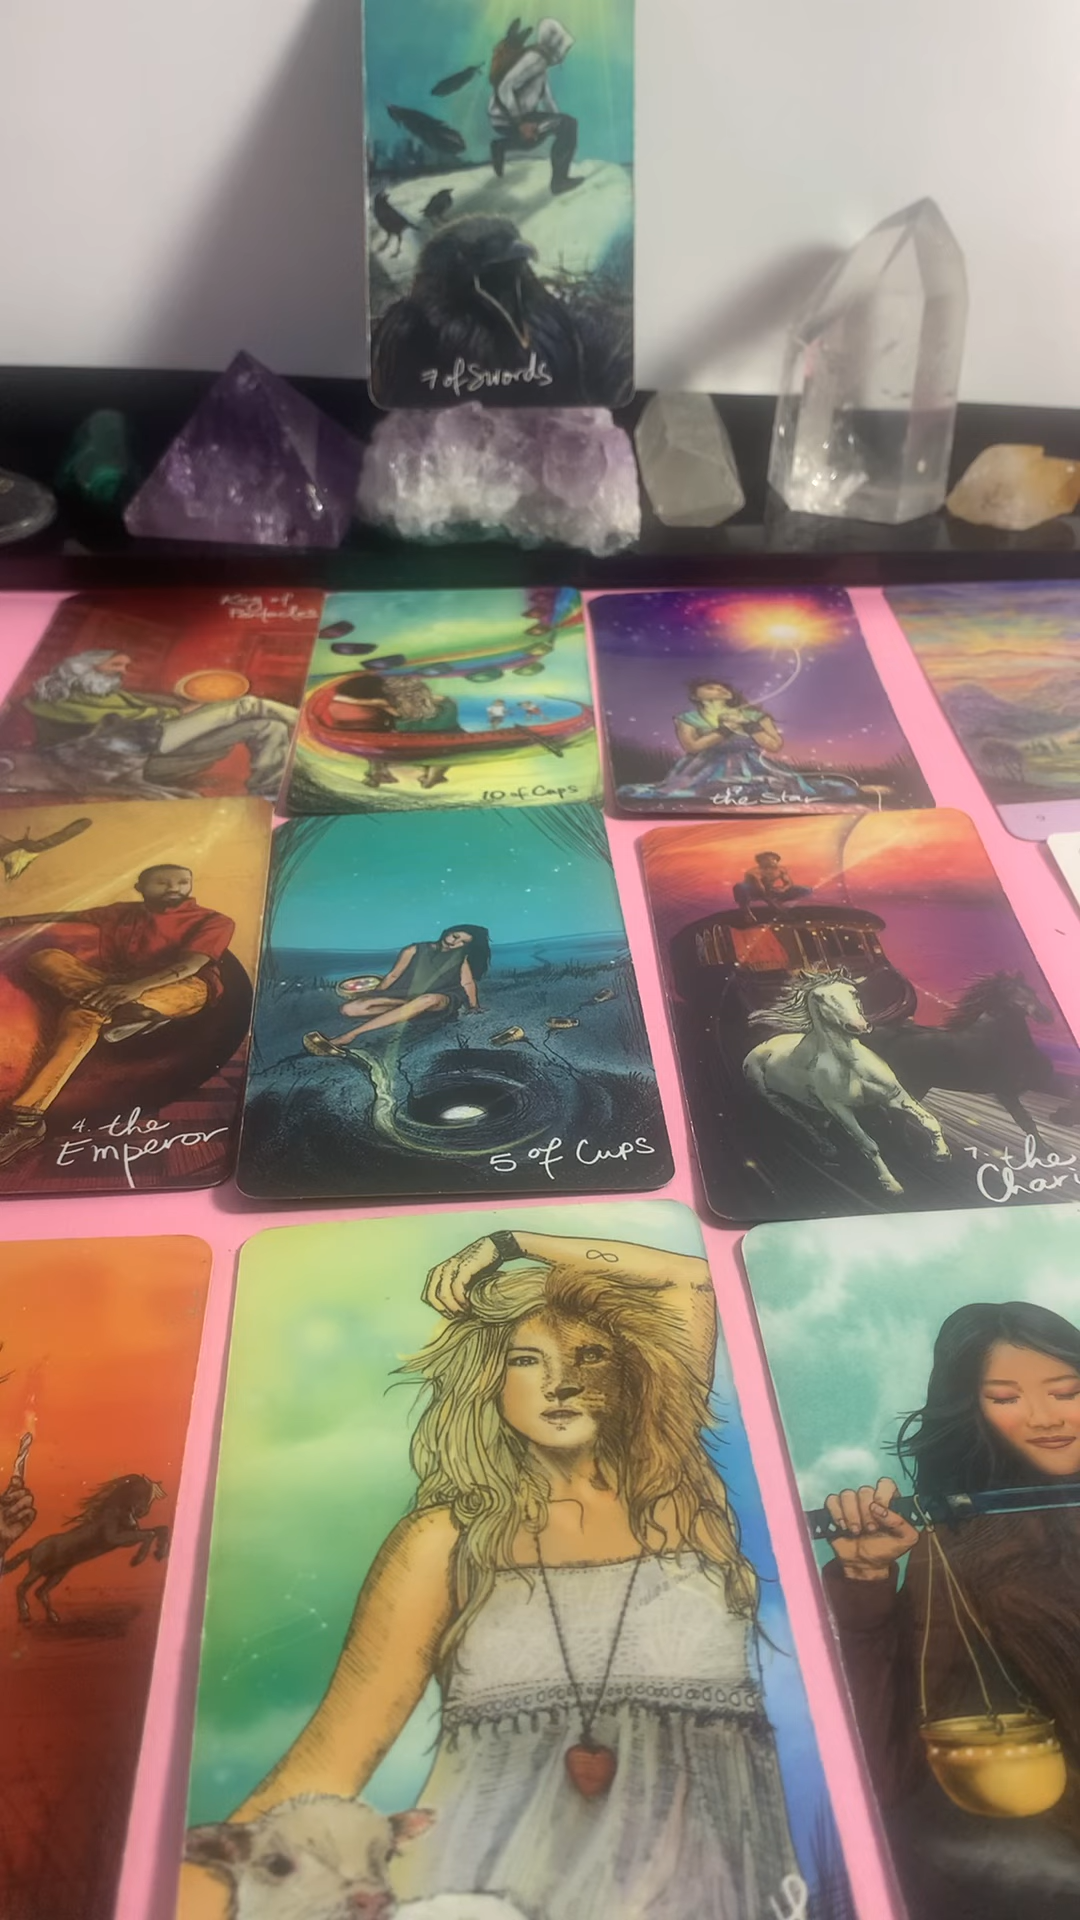 7 of Swords
King of
Pentacles
10 of Cups
the Star
9
4. the
Emperor
5 of Cups
7. the
Chari